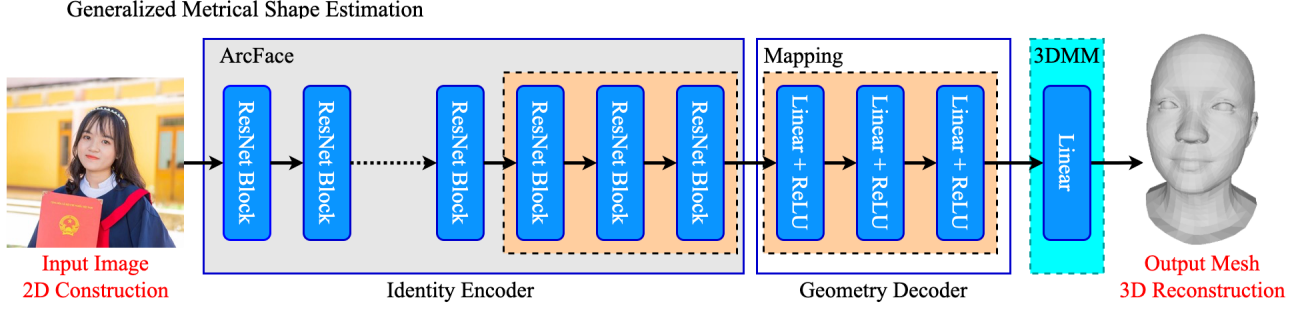 Generalized Metrical Shape Estimation
ArcFace
Mapping
3DMM
ResNet Block
ResNet Block
ResNet Block
ResNet Block
ResNet Block
ResNet Block
Linear + ReLU
Linear + ReLU
Linear + ReLU
Linear
Input Image
2D Construction
Identity Encoder
Geometry Decoder
Output Mesh
3D Reconstruction